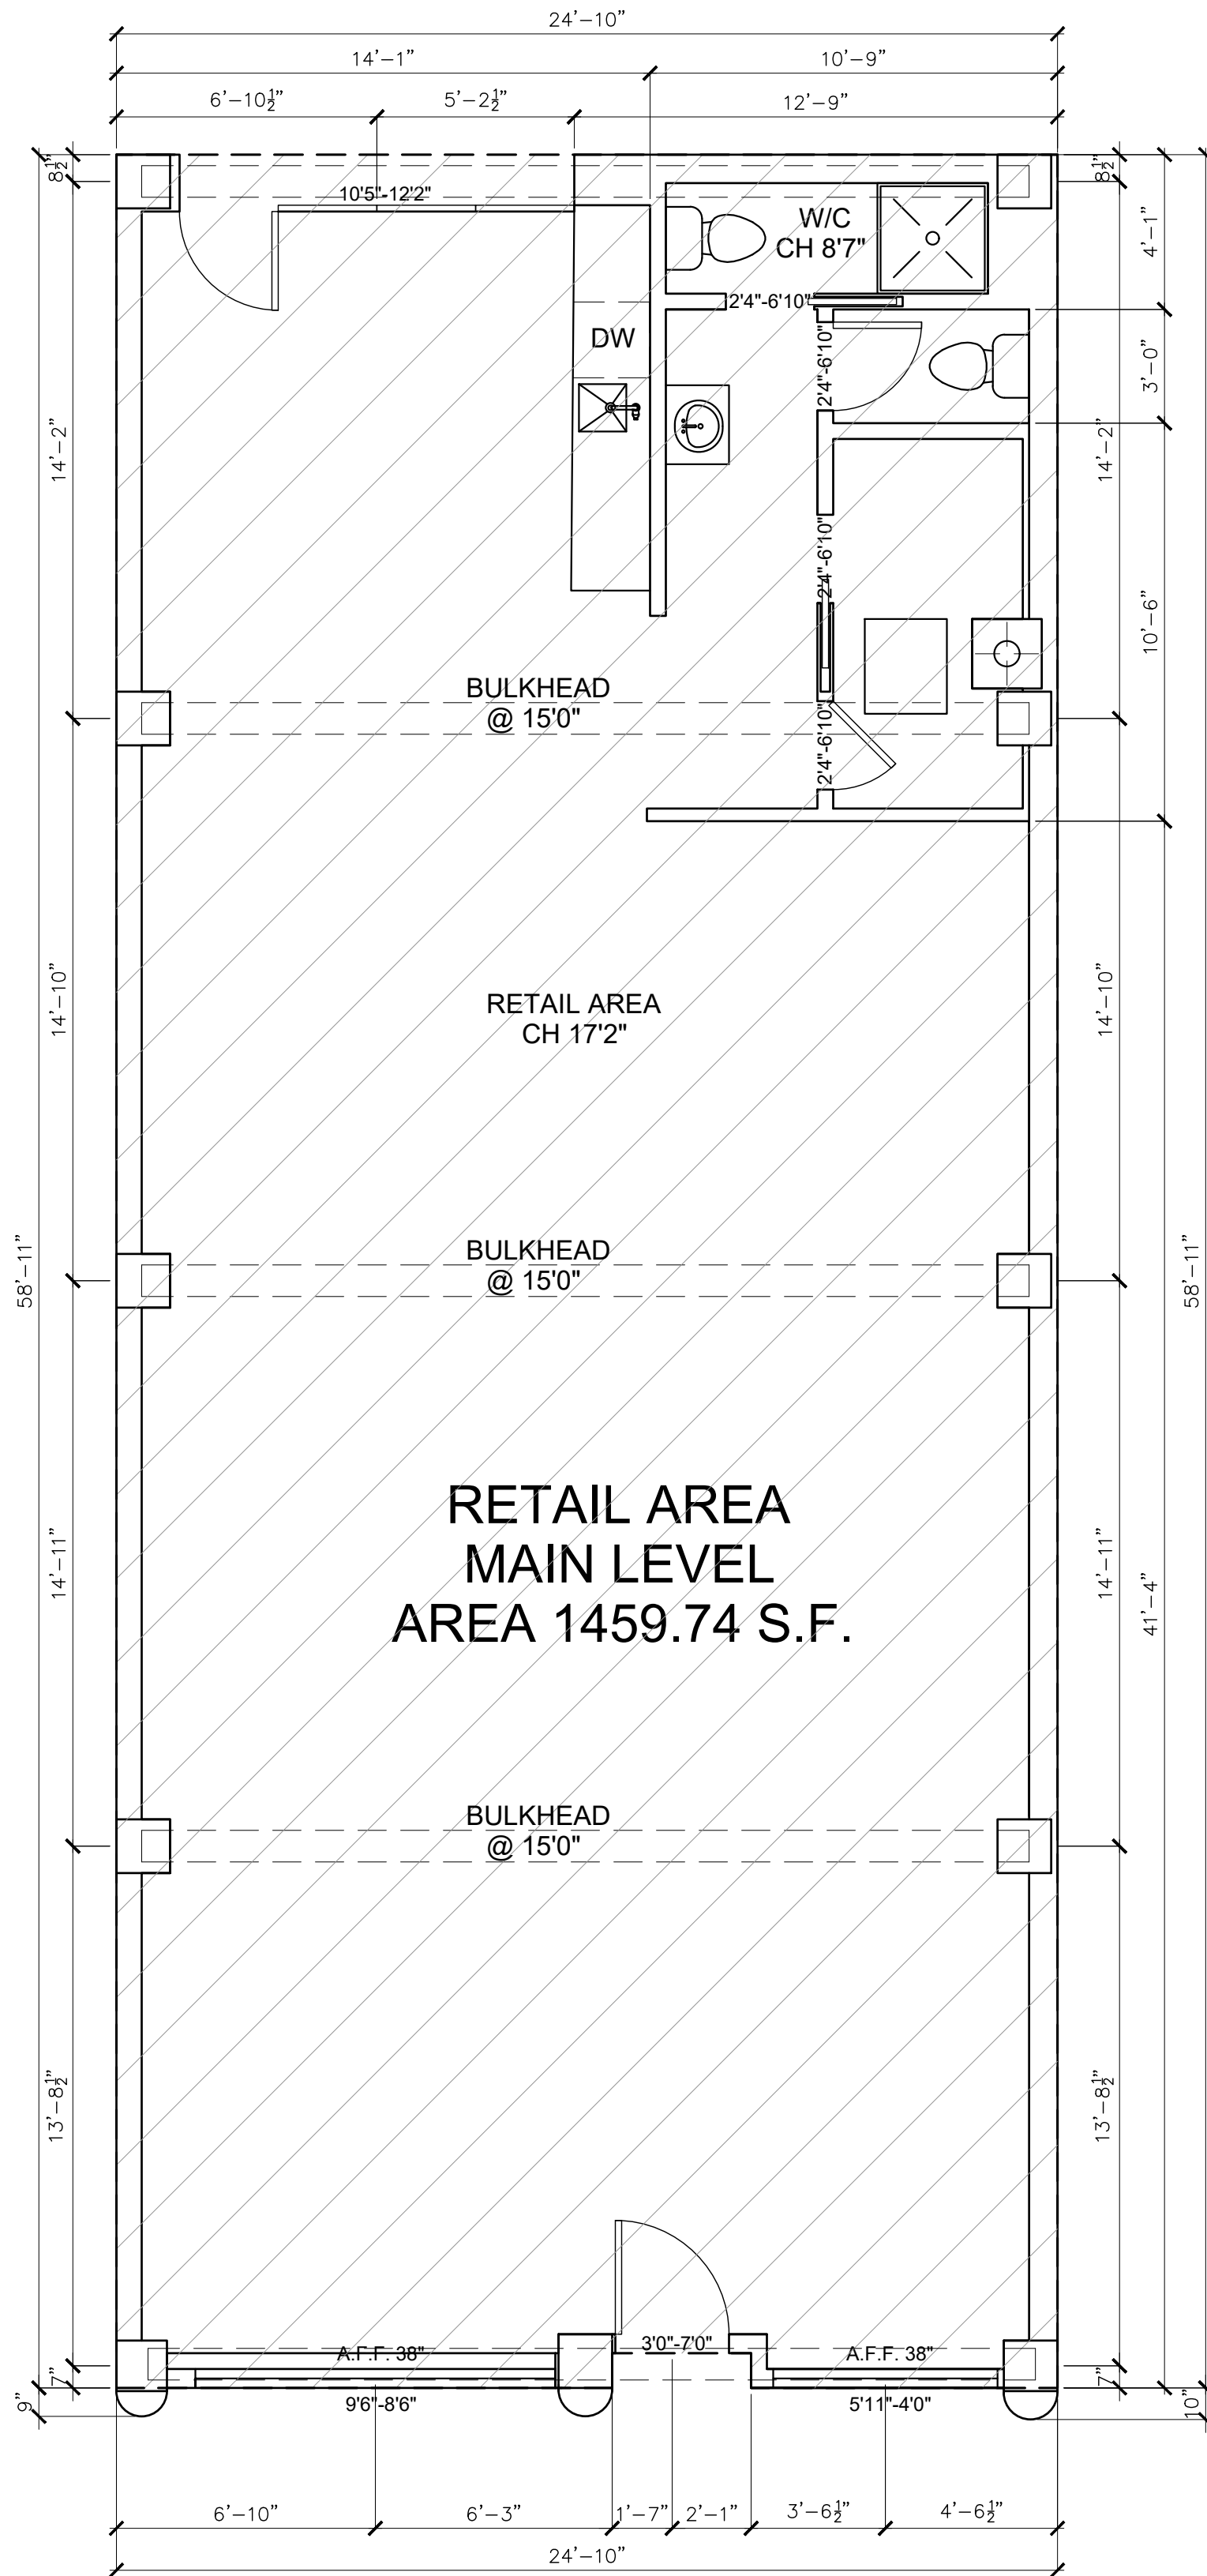 24'-10"
14'-1" 10'-9"
6'-10½" 5'-2½" 12'-9"
8½" 8½"
10'5"-12'2"
W/C
CH 8'7"
4'-1"
2'4"-6'10"
DW
2'4"-6'10"
3'-0"
14'-2" 14'-2"
2'4"-6'10"
10'-6"
BULKHEAD
@ 15'0"
2'4"-6'10"
RETAIL AREA
CH 17'2"
14'-10" 14'-10"
BULKHEAD
@ 15'0"
58'-11" 58'-11"
RETAIL AREA
MAIN LEVEL
AREA 1459.74 S.F.
14'-11" 14'-11" 41'-4"
BULKHEAD
@ 15'0"
13'-8½" 13'-8½"
3'0"-7'0"
A.F.F. 38" A.F.F. 38"
7" 7"
9" 10"
9'6"-8'6" 5'11"-4'0"
6'-10" 6'-3" 1'-7" 2'-1" 3'-6½" 4'-6½"
24'-10"